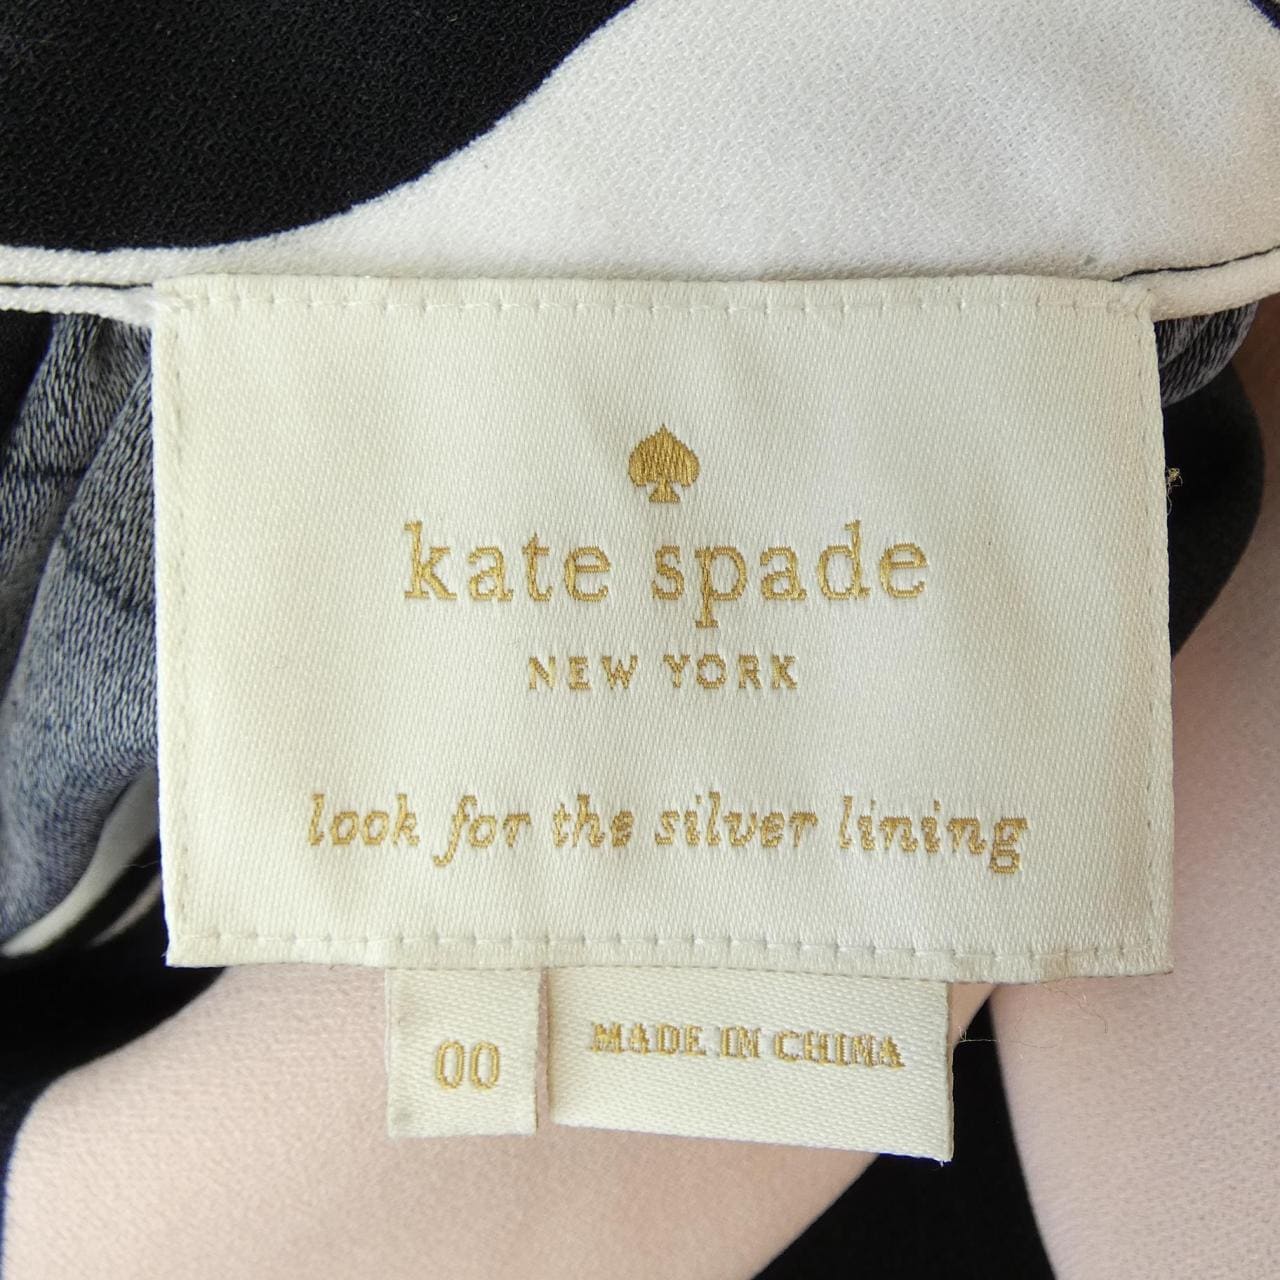 kate spade
NEW YORK
look for the silver lining
00
MADE IN CHINA